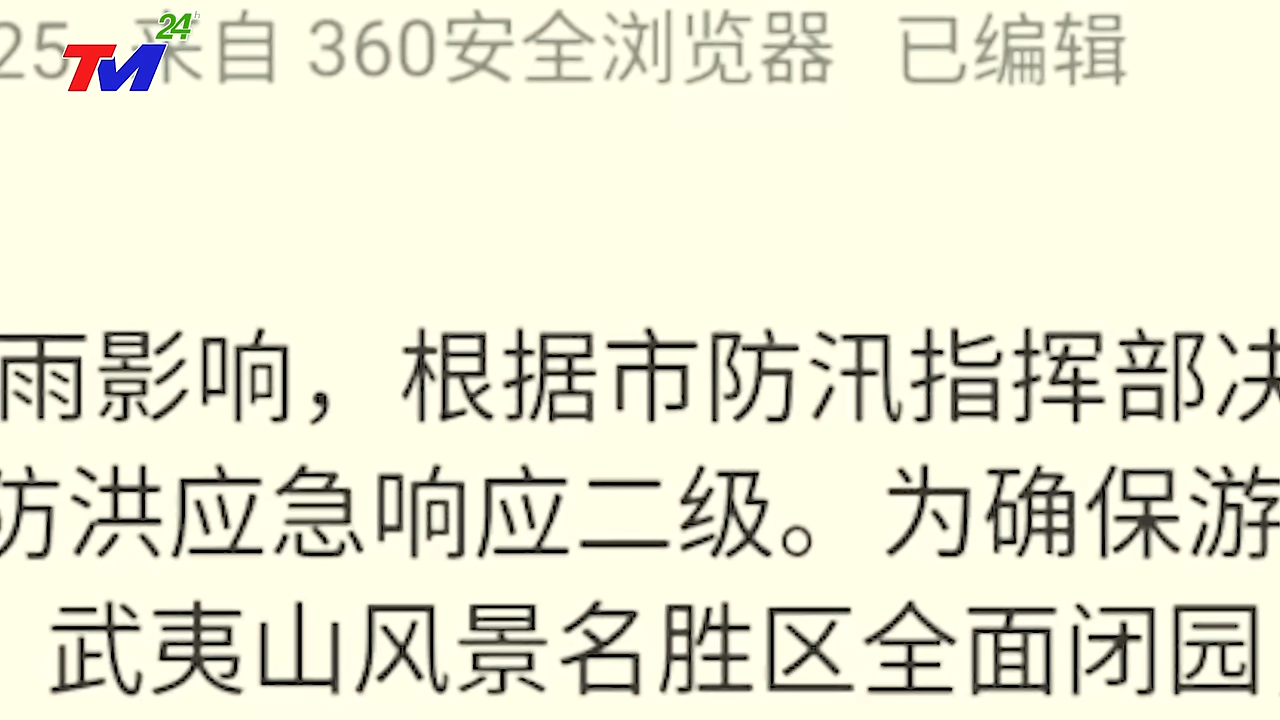 25 来自 360安全浏览器 已编辑
TM 24h
雨影响，根据市防汛指挥部决
防洪应急响应二级。为确保游
武夷山风景名胜区全面闭园